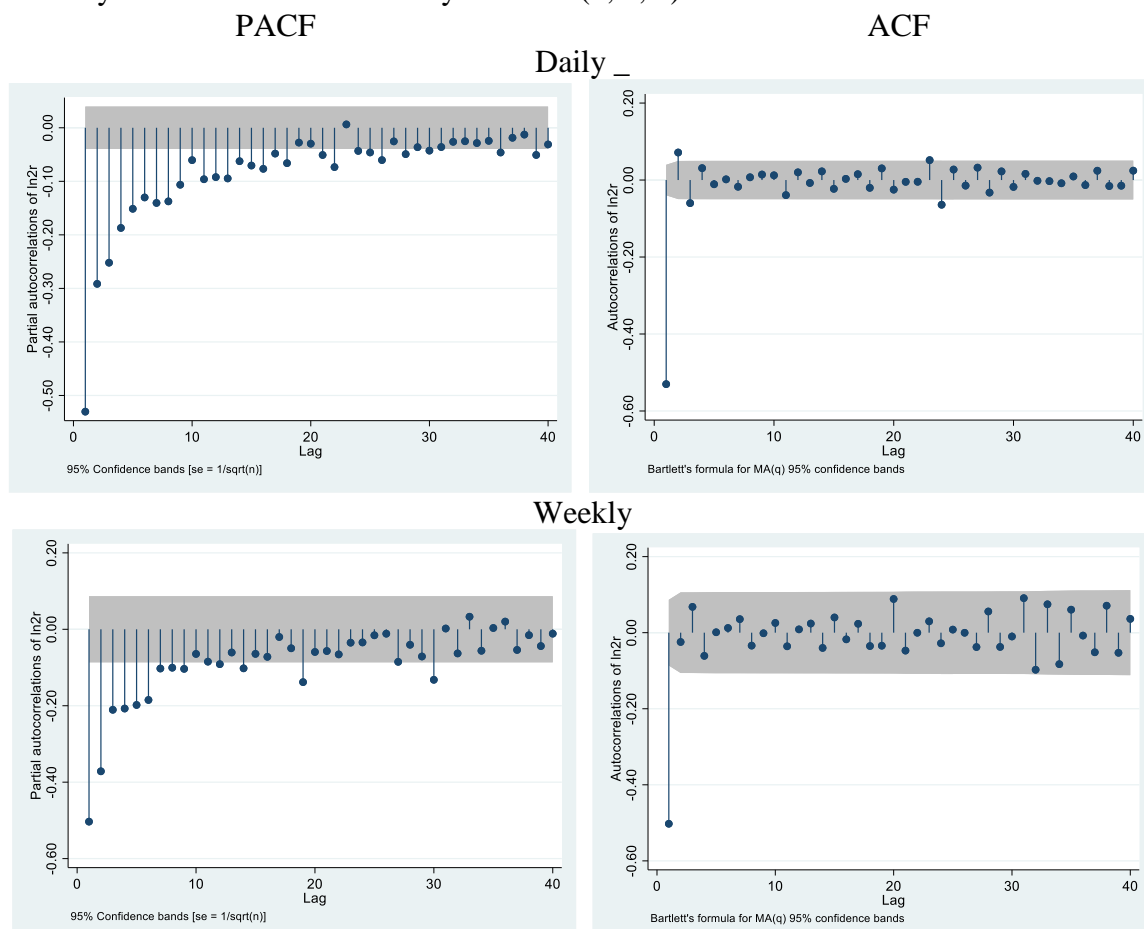 PACF
ACF
Daily _
Partial autocorrelations of ln2r
0.00
-0.10
-0.20
-0.30
-0.40
-0.50
0
10
20
30
40
Lag
95% Confidence bands [se = 1/sqrt(n)]
Autocorrelations of ln2r
0.20
0.00
-0.20
-0.40
-0.60
0
10
20
30
40
Lag
Bartlett's formula for MA(q) 95% confidence bands
Weekly
Partial autocorrelations of ln2r
0.20
0.00
-0.20
-0.40
-0.60
0
10
20
30
40
Lag
95% Confidence bands [se = 1/sqrt(n)]
Autocorrelations of ln2r
0.20
0.00
-0.20
-0.40
-0.60
0
10
20
30
40
Lag
Bartlett's formula for MA(q) 95% confidence bands